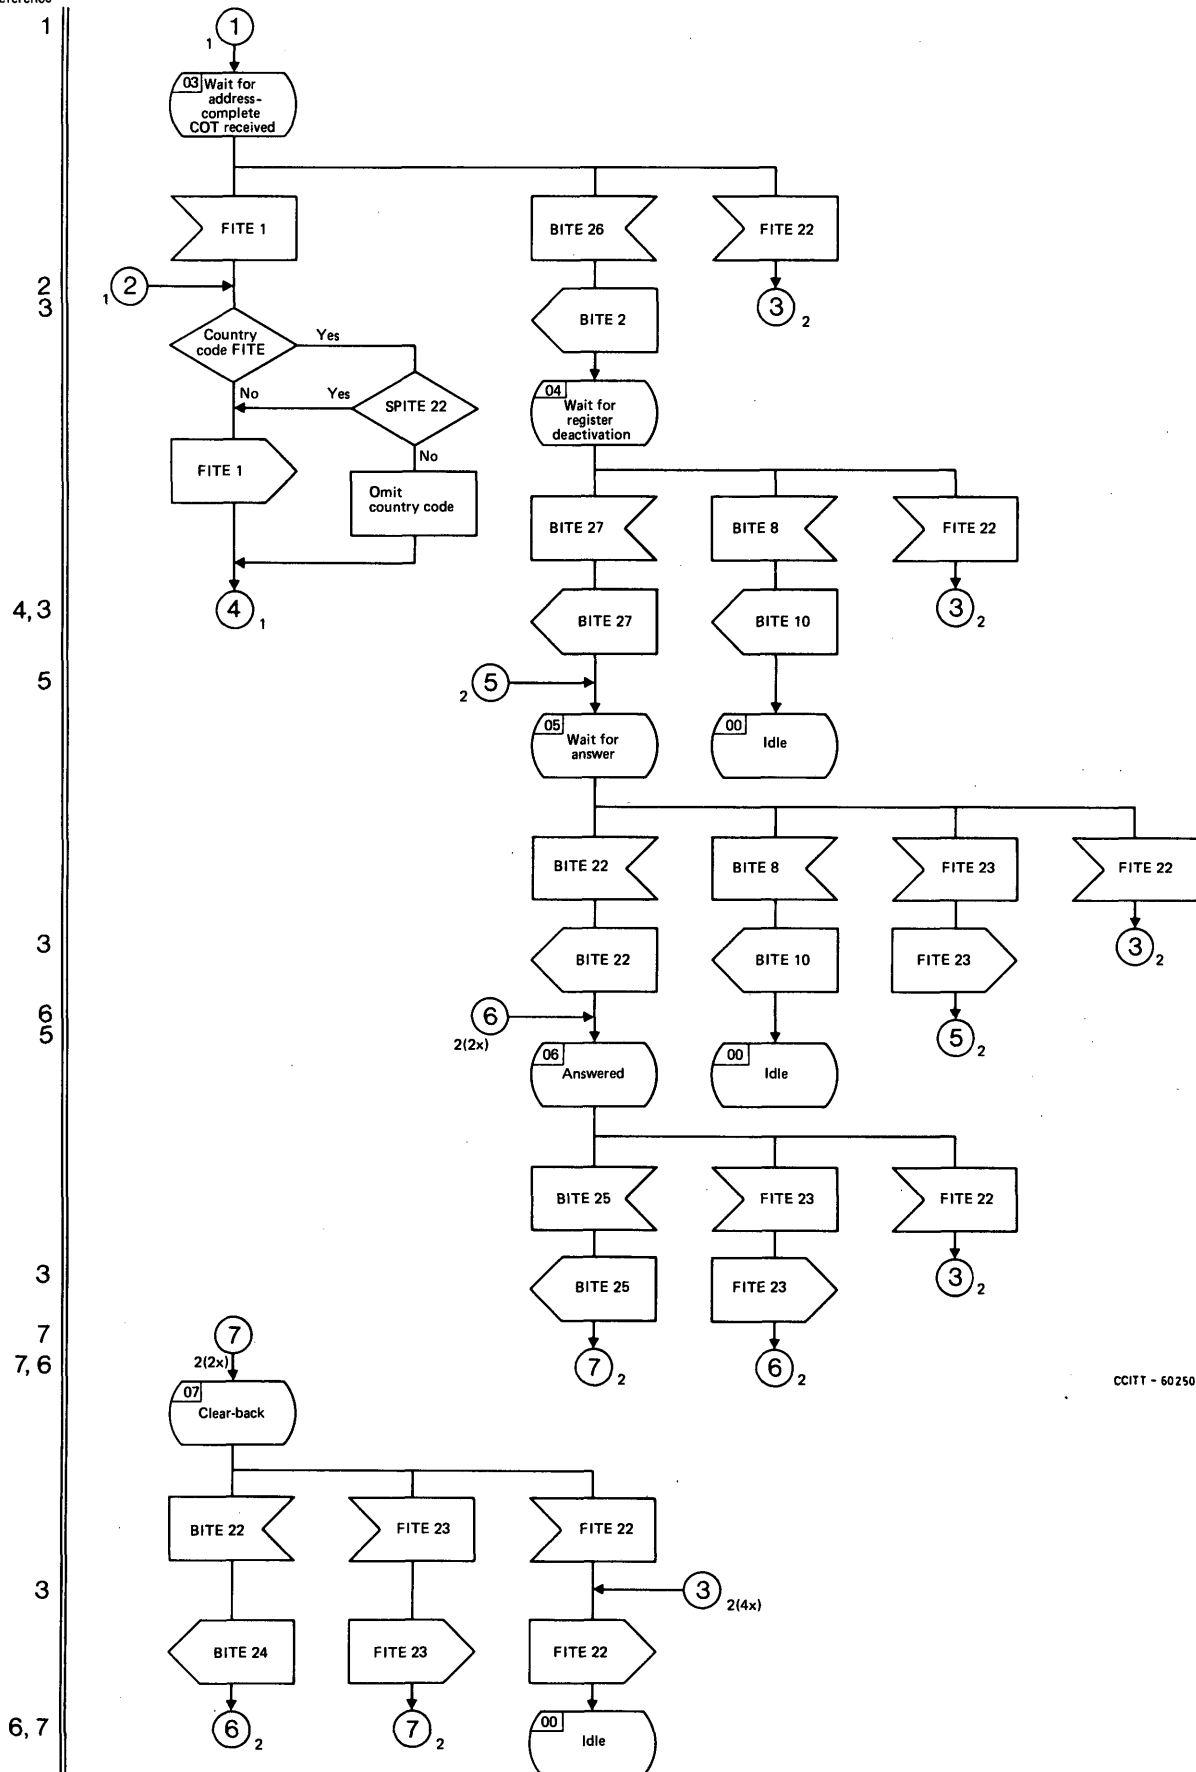 1
1
1
03
Wait for
address-
complete
COT received
FITE 1
BITE 26
FITE 22
2
3
1
2
BITE 2
3
2
Country
code FITE
Yes
No
Yes
SPITE 22
04
Wait for
register
deactivation
FITE 1
No
Omit
country code
BITE 27
BITE 8
FITE 22
4, 3
4
1
BITE 27
BITE 10
3
2
5
2
5
05
Wait for
answer
00
Idle
BITE 22
BITE 8
FITE 23
FITE 22
3
BITE 22
BITE 10
FITE 23
3
2
6
5
6
2(2x)
5
2
06
Answered
00
Idle
BITE 25
FITE 23
FITE 22
3
BITE 25
FITE 23
3
2
7
7
7, 6
2(2x)
7
2
6
2
CCITT - 60250
07
Clear-back
BITE 22
FITE 23
FITE 22
3
3
2(4x)
BITE 24
FITE 23
FITE 22
6, 7
6
2
7
2
00
Idle